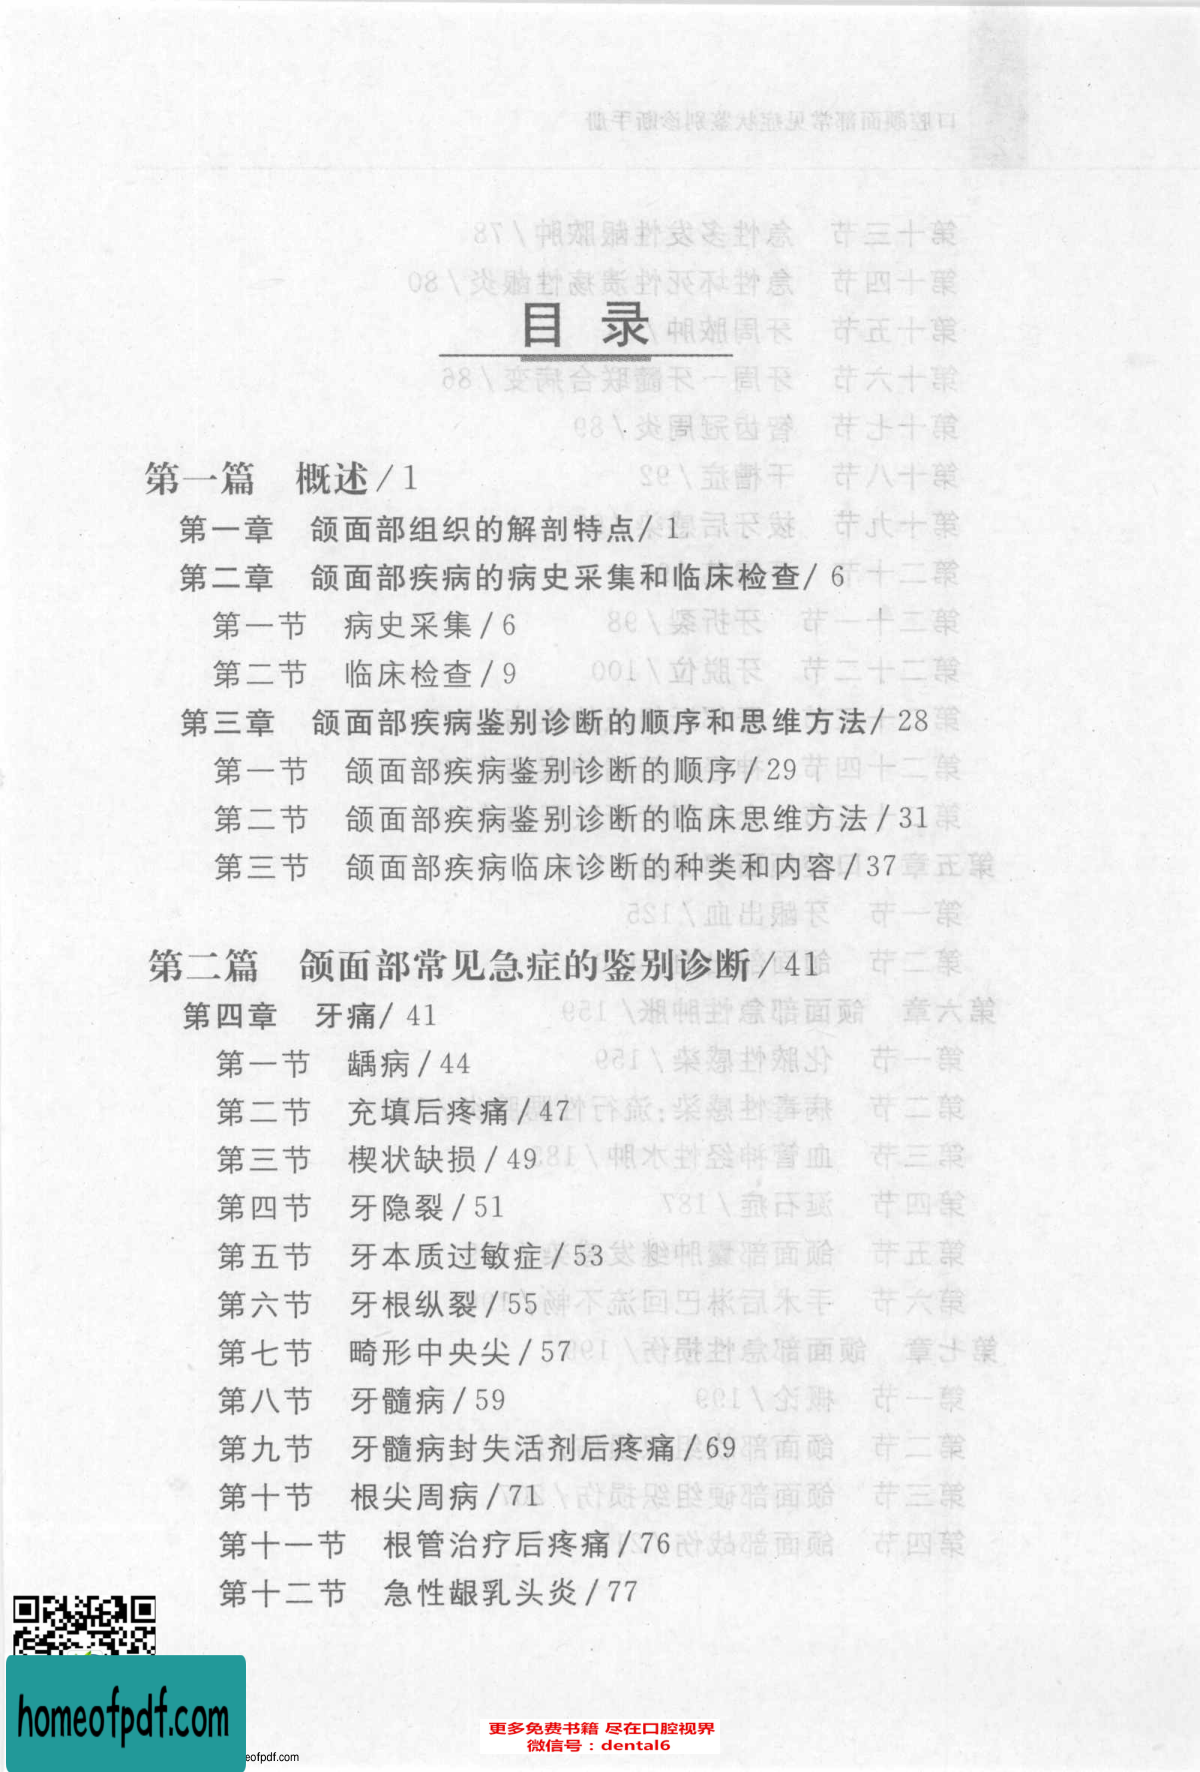 目 录
第一篇 概述/1
第一章 颌面部组织的解剖特点/1
第二章 颌面部疾病的病史采集和临床检查/6
第一节 病史采集/6
第二节 临床检查/9
第三章 颌面部疾病鉴别诊断的顺序和思维方法/28
第一节 颌面部疾病鉴别诊断的顺序/29
第二节 颌面部疾病鉴别诊断的临床思维方法/31
第三节 颌面部疾病临床诊断的种类和内容/37
第二篇 颌面部常见急症的鉴别诊断/41
第四章 牙痛/41
第一节 龋病/44
第二节 充填后疼痛/47
第三节 楔状缺损/49
第四节 牙隐裂/51
第五节 牙本质过敏症/53
第六节 牙根纵裂/55
第七节 畸形中央尖/57
第八节 牙髓病/59
第九节 牙髓病封失活剂后疼痛/69
第十节 根尖周病/71
第十一节 根管治疗后疼痛/76
第十二节 急性龈乳头炎/77
homeofpdf.com
eofpdf.com
更多免费书籍 尽在口腔视界
微信号：dental6